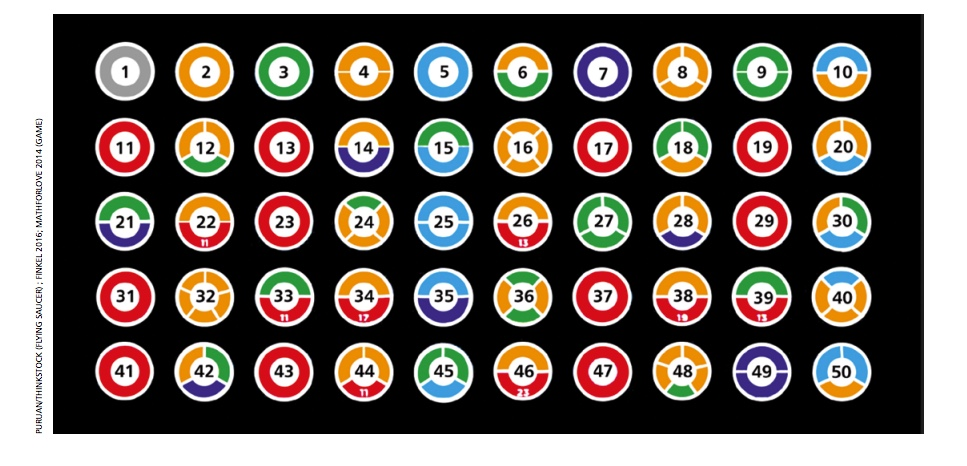 PURUAN/THINKSTOCK (FLYING SAUCER) ; FINKEL 2016; MATHFORLOVE 2014 (GAME)
1 2 3 4 5 6 7 8 9 10
11 12 13 14 15 16 17 18 19 20
21 22 11 23 24 25 26 13 27 28 29 30
31 32 33 11 34 17 35 36 37 38 19 39 13 40
41 42 43 44 11 45 46 23 47 48 49 50